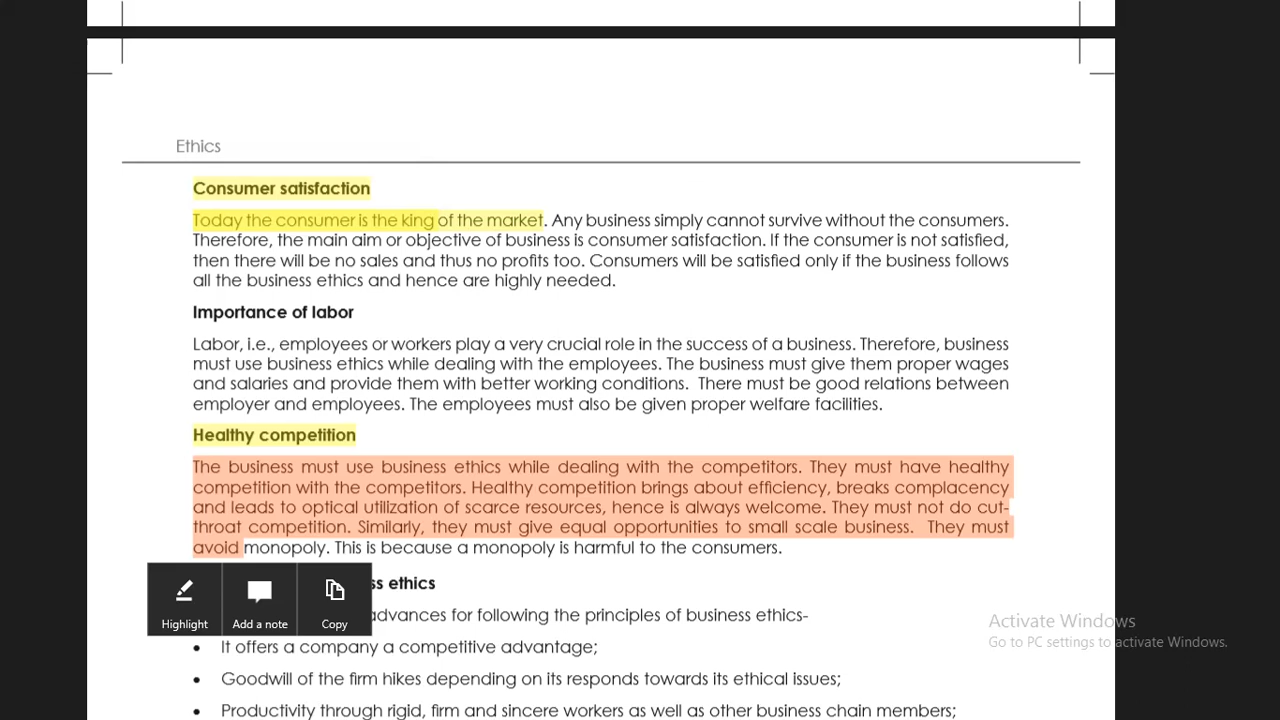 Ethics
Consumer satisfaction
Today the consumer is the king of the market. Any business simply cannot survive without the consumers.
Therefore, the main aim or objective of business is consumer satisfaction. If the consumer is not satisfied,
then there will be no sales and thus no profits too. Consumers will be satisfied only if the business follows
all the business ethics and hence are highly needed.
Importance of labor
Labor, i.e., employees or workers play a very crucial role in the success of a business. Therefore, business
must use business ethics while dealing with the employees. The business must give them proper wages
and salaries and provide them with better working conditions.  There must be good relations between
employer and employees. The employees must also be given proper welfare facilities.
Healthy competition
The business must use business ethics while dealing with the competitors. They must have healthy
competition with the competitors. Healthy competition brings about efficiency, breaks complacency
and leads to optical utilization of scarce resources, hence is always welcome. They must not do cut-
throat competition. Similarly, they must give equal opportunities to small scale business.  They must
avoid monopoly. This is because a monopoly is harmful to the consumers.
ss ethics
advances for following the principles of business ethics-
Highlight Add a note Copy
• It offers a company a competitive advantage;
• Goodwill of the firm hikes depending on its responds towards its ethical issues;
• Productivity through rigid, firm and sincere workers as well as other business chain members;
Activate Windows
Go to PC settings to activate Windows.